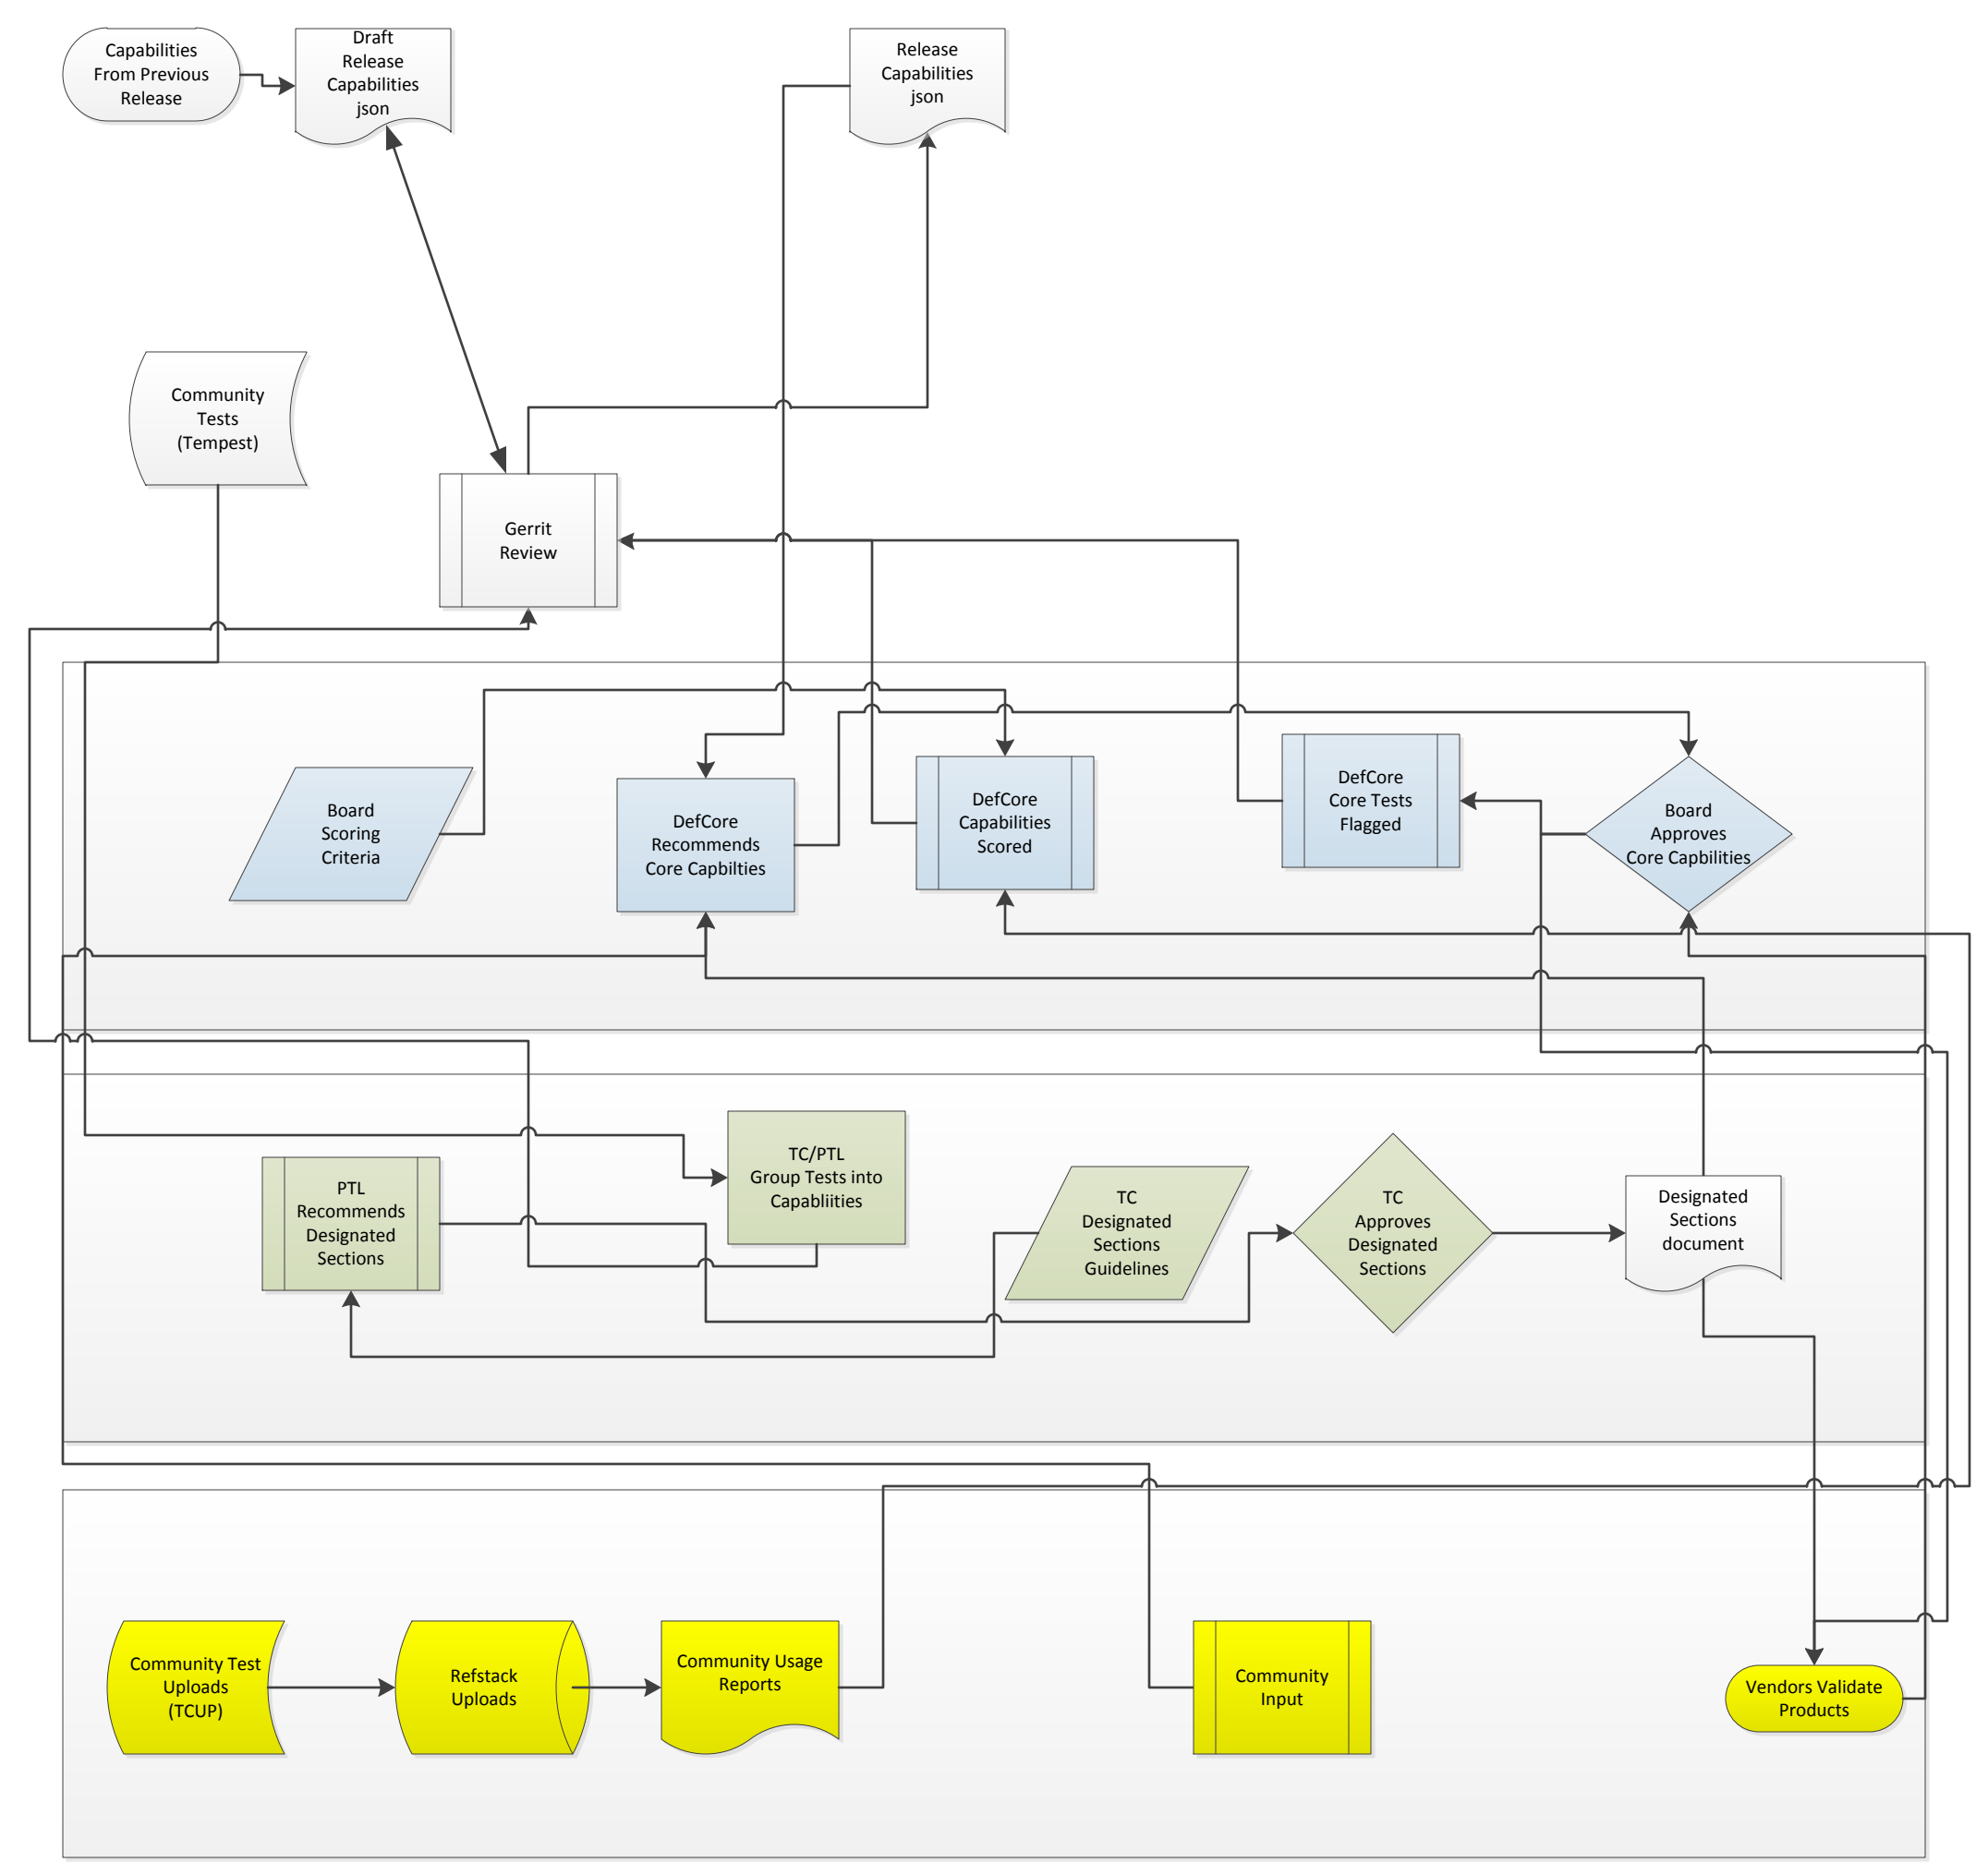 Capabilities
From Previous
Release
Draft
Release
Capabilities
json
Release
Capabilities
json
Community
Tests
(Tempest)
Gerrit
Review
Board
Scoring
Criteria
DefCore
Recommends
Core Capbilties
DefCore
Capabilities
Scored
DefCore
Core Tests
Flagged
Board
Approves
Core Capbilities
PTL
Recommends
Designated
Sections
TC/PTL
Group Tests into
Capabliities
TC
Designated
Sections
Guidelines
TC
Approves
Designated
Sections
Designated
Sections
document
Community Test
Uploads
(TCUP)
Refstack
Uploads
Community Usage
Reports
Community
Input
Vendors Validate
Products